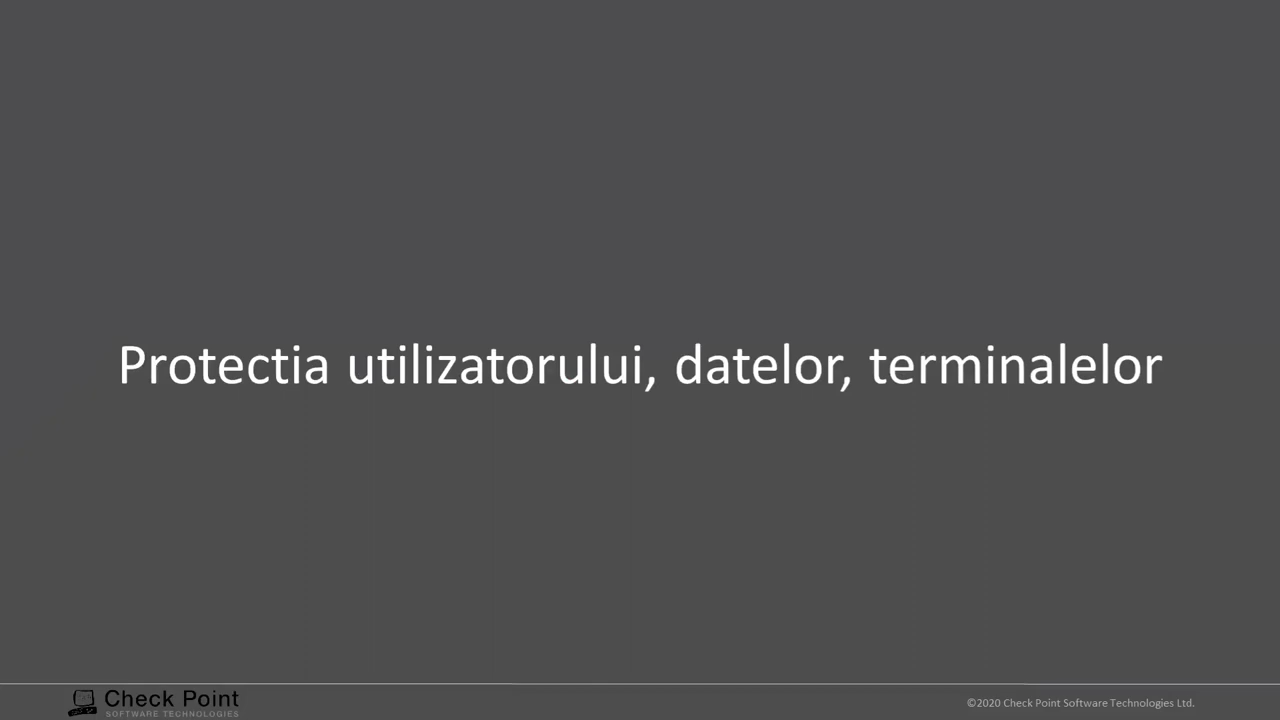 Protectia utilizatorului, datelor, terminalelor
Check Point
SOFTWARE TECHNOLOGIES
©2020 Check Point Software Technologies Ltd.